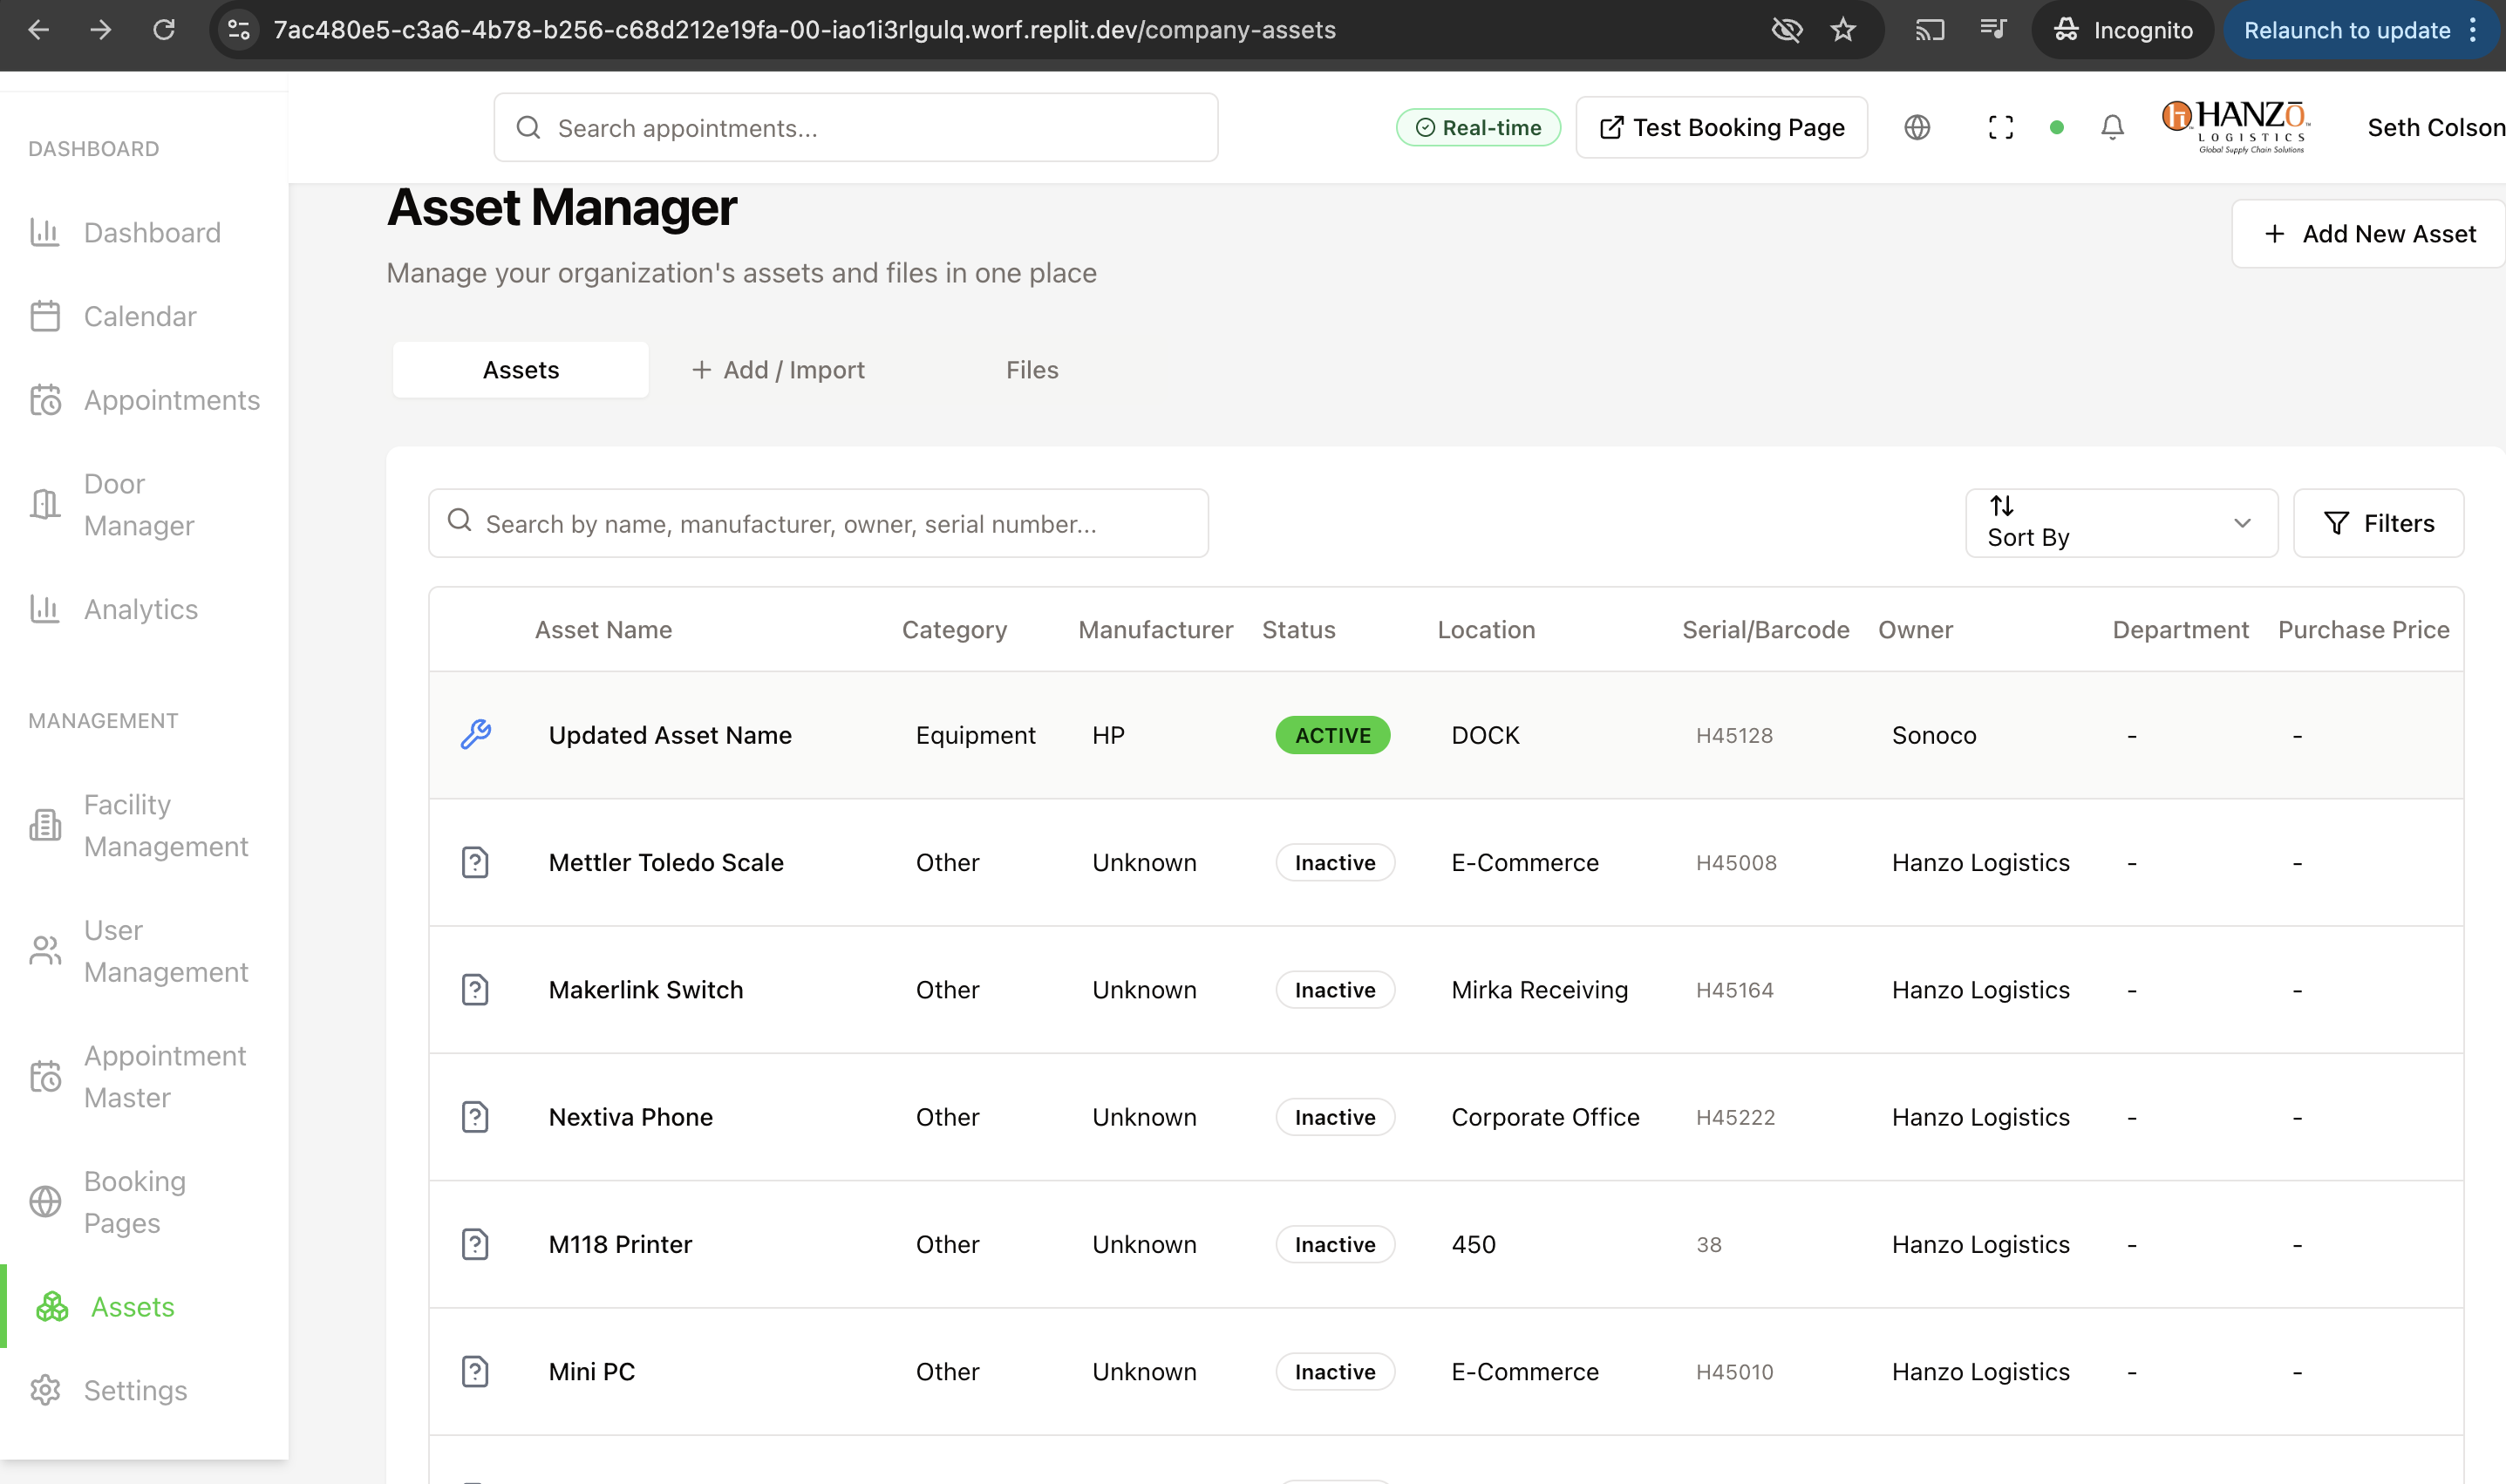 7ac480e5-c3a6-4b78-b256-c68d212e19fa-00-iao1i3rlgulq.worf.replit.dev/company-assets
Incognito
Relaunch to update
Search appointments...
Real-time
Test Booking Page
HANZŌ
LOGISTICS
Global Supply Chain Solutions
Seth Colson
DASHBOARD
Dashboard
Calendar
Appointments
Door
Manager
Analytics
MANAGEMENT
Facility
Management
User
Management
Appointment
Master
Booking
Pages
Assets
Settings
Asset Manager
Manage your organization's assets and files in one place
+ Add New Asset
Assets
+ Add / Import
Files
Search by name, manufacturer, owner, serial number...
Sort By
Filters
Asset Name Category Manufacturer Status Location Serial/Barcode Owner Department Purchase Price
Updated Asset Name Equipment HP ACTIVE DOCK H45128 Sonoco - -
Mettler Toledo Scale Other Unknown Inactive E-Commerce H45008 Hanzo Logistics - -
Makerlink Switch Other Unknown Inactive Mirka Receiving H45164 Hanzo Logistics - -
Nextiva Phone Other Unknown Inactive Corporate Office H45222 Hanzo Logistics - -
M118 Printer Other Unknown Inactive 450 38 Hanzo Logistics - -
Mini PC Other Unknown Inactive E-Commerce H45010 Hanzo Logistics - -